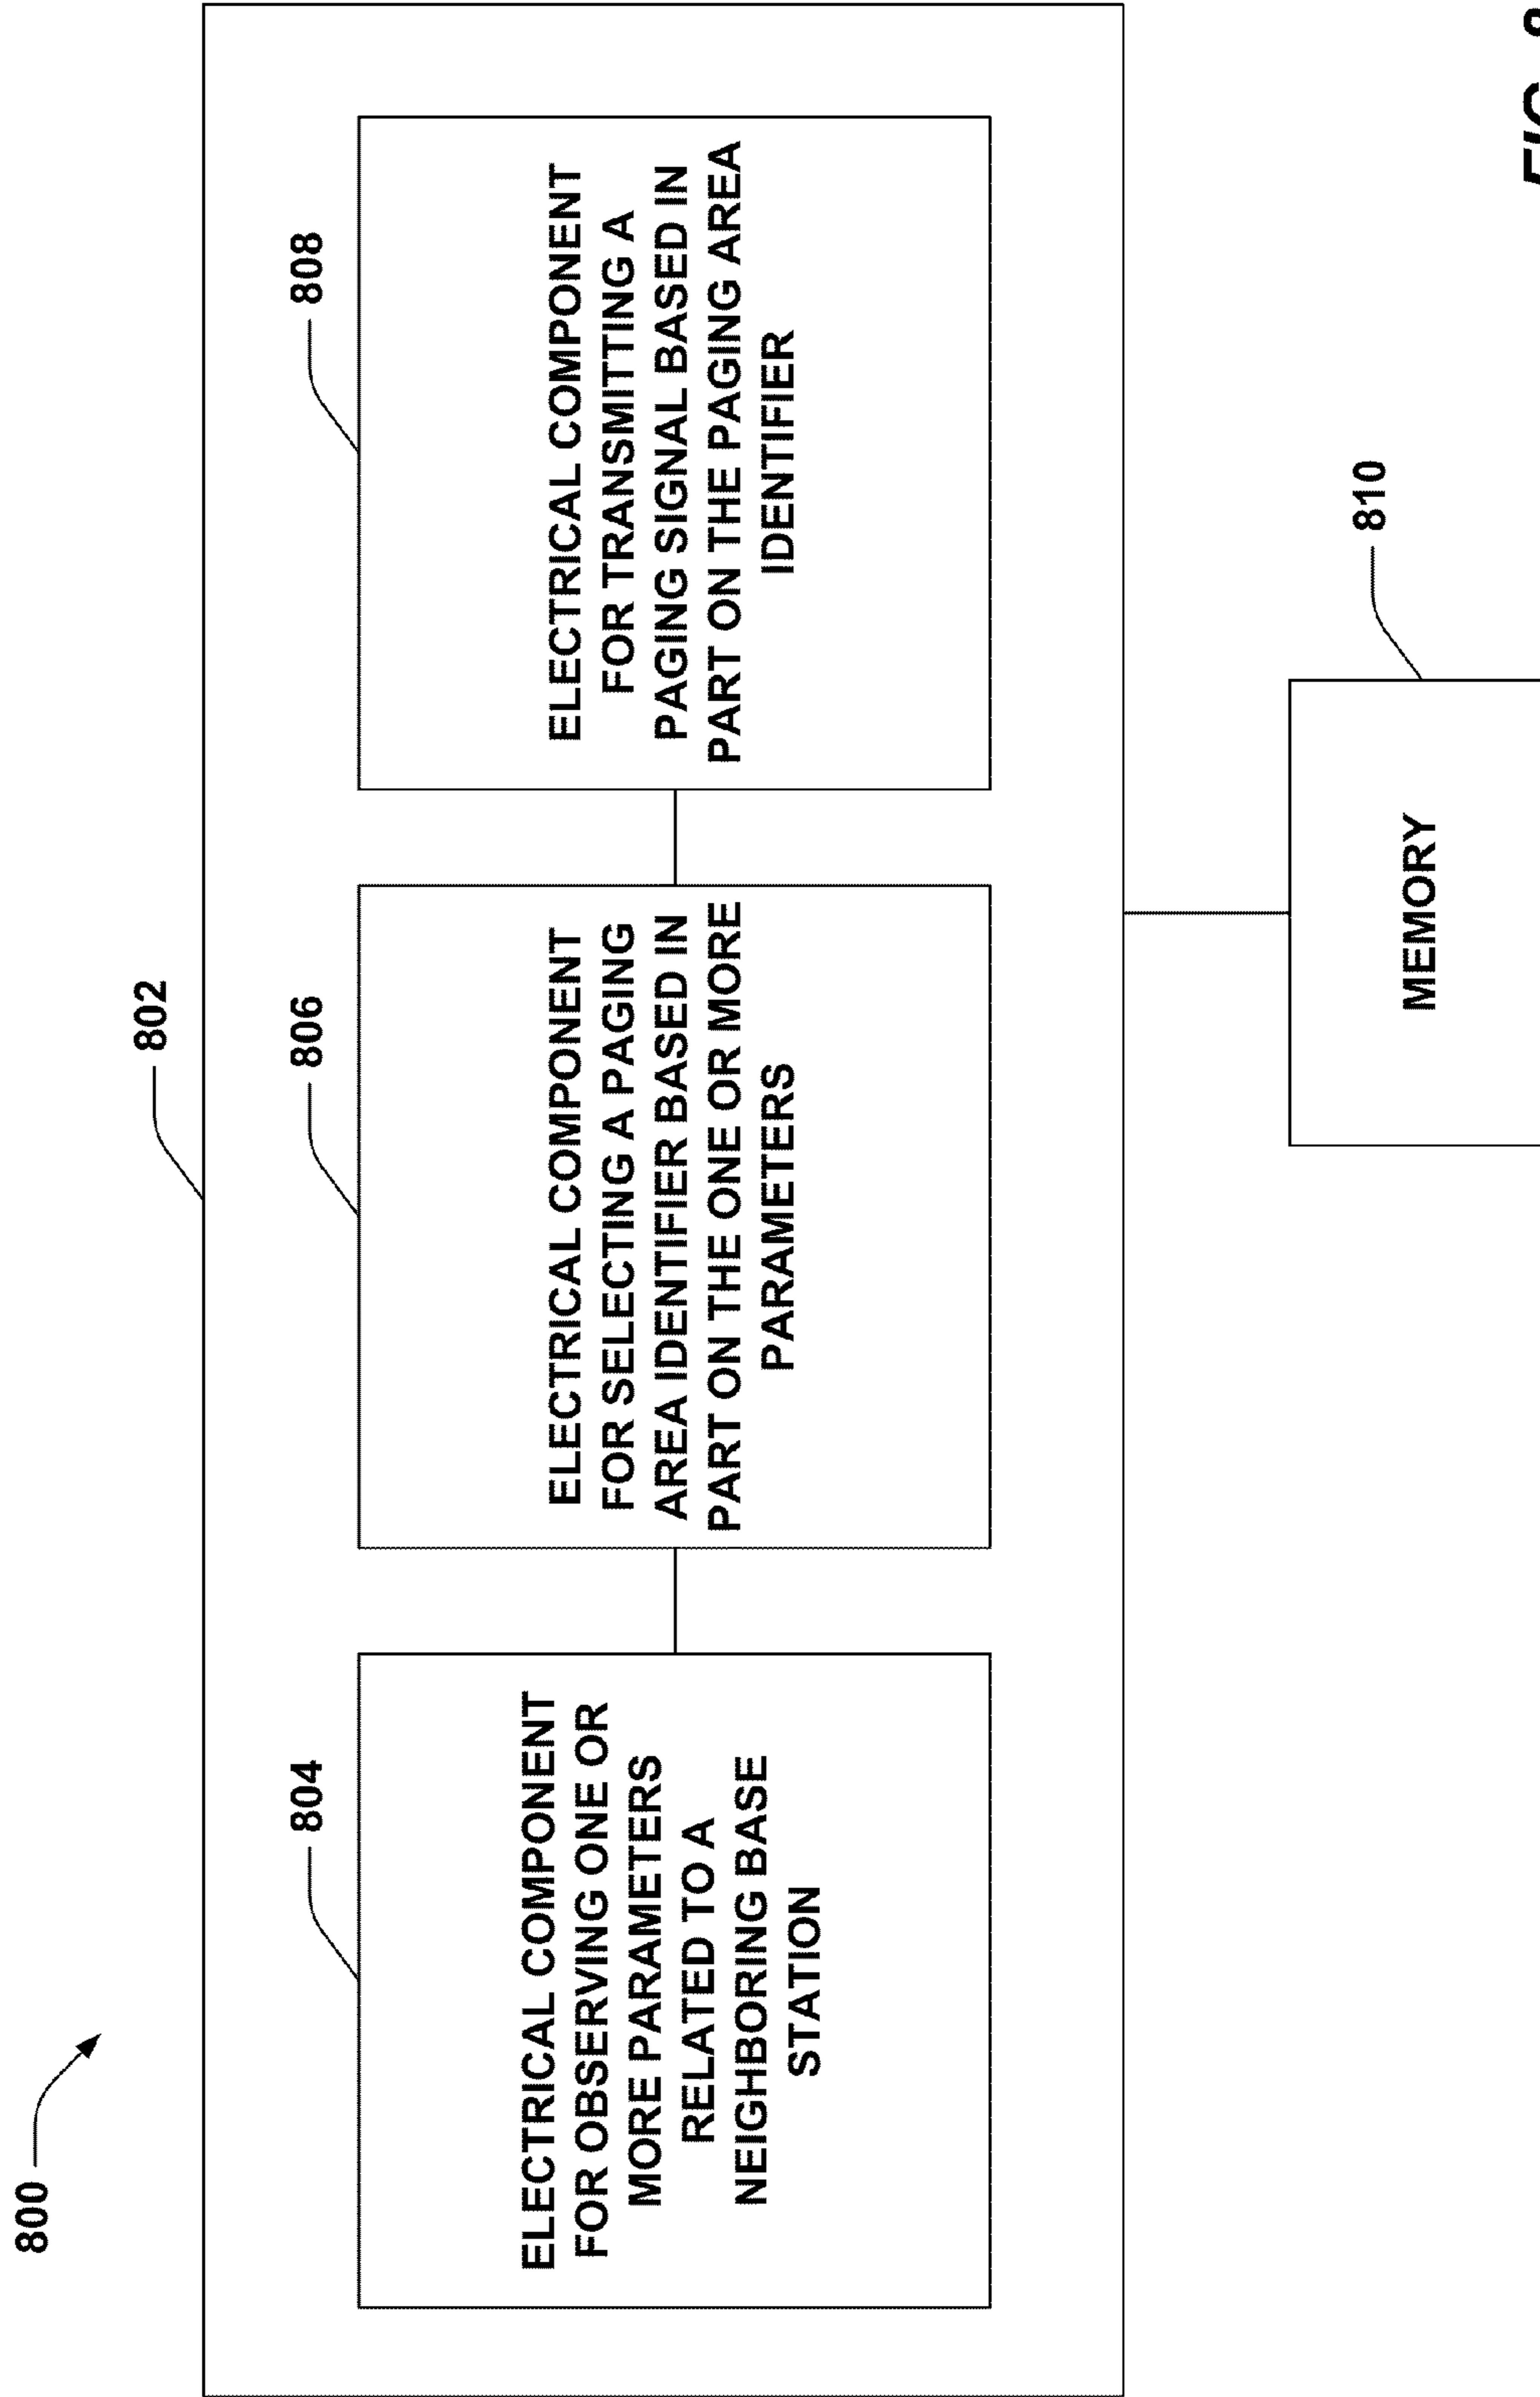 800
802
804
ELECTRICAL COMPONENT
FOR OBSERVING ONE OR
MORE PARAMETERS
RELATED TO A
NEIGHBORING BASE
STATION
806
ELECTRICAL COMPONENT
FOR SELECTING A PAGING
AREA IDENTIFIER BASED IN
PART ON THE ONE OR MORE
PARAMETERS
808
ELECTRICAL COMPONENT
FOR TRANSMITTING A
PAGING SIGNAL BASED IN
PART ON THE PAGING AREA
IDENTIFIER
810
MEMORY
FIG.